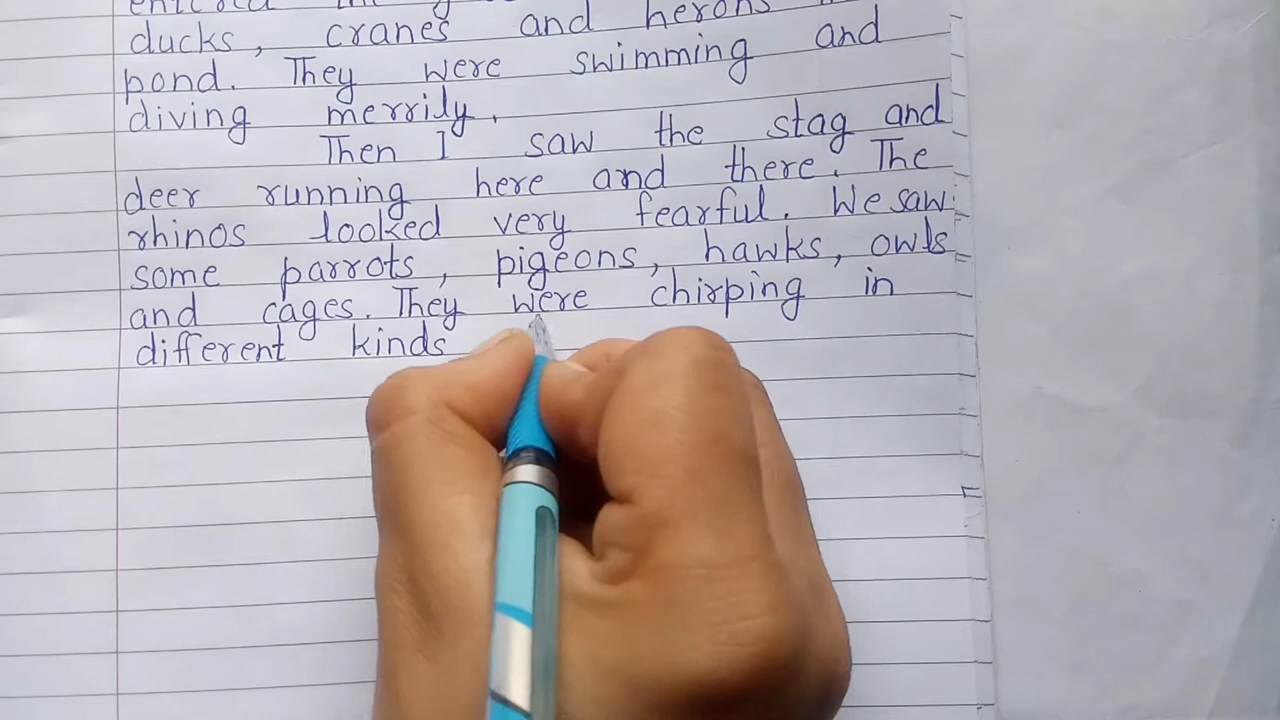 ducks, cranes and herons
pond. They were swimming and
diving merrily.
Then I saw the stag and
deer running here and there. The
rhinos looked very fearful. We saw
some parrots, pigeons, hawks, owls
and cages. They were chirping in
different kinds